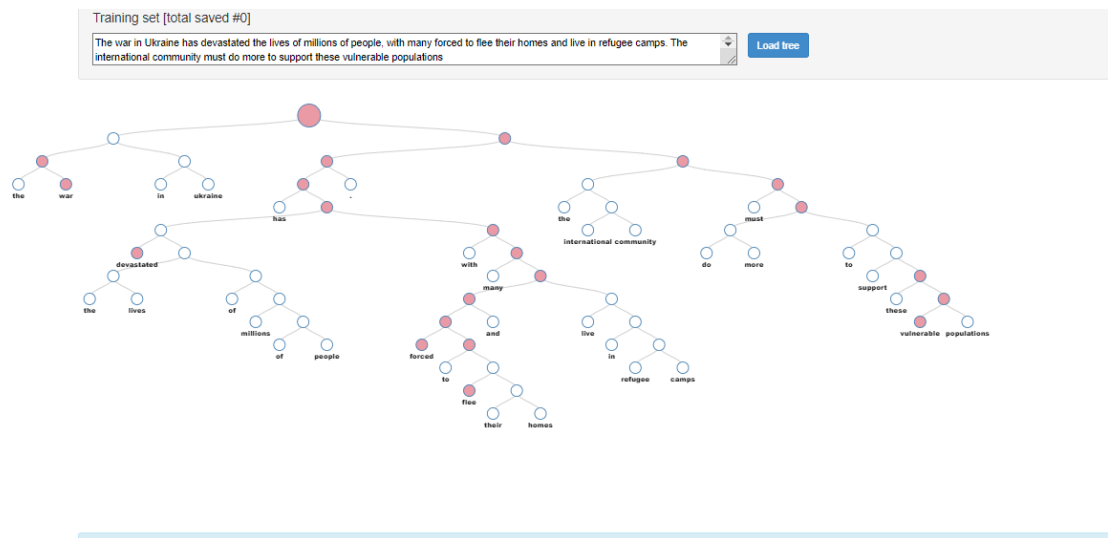 Training set [total saved #0]
The war in Ukraine has devastated the lives of millions of people, with many forced to flee their homes and live in refugee camps. The
international community must do more to support these vulnerable populations
Load tree
the war in ukraine .
has the must
international community
devastated with do more to
many support
the lives of these
millions and live vulnerable populations
of people forced in
to refugee camps
flee
their homes